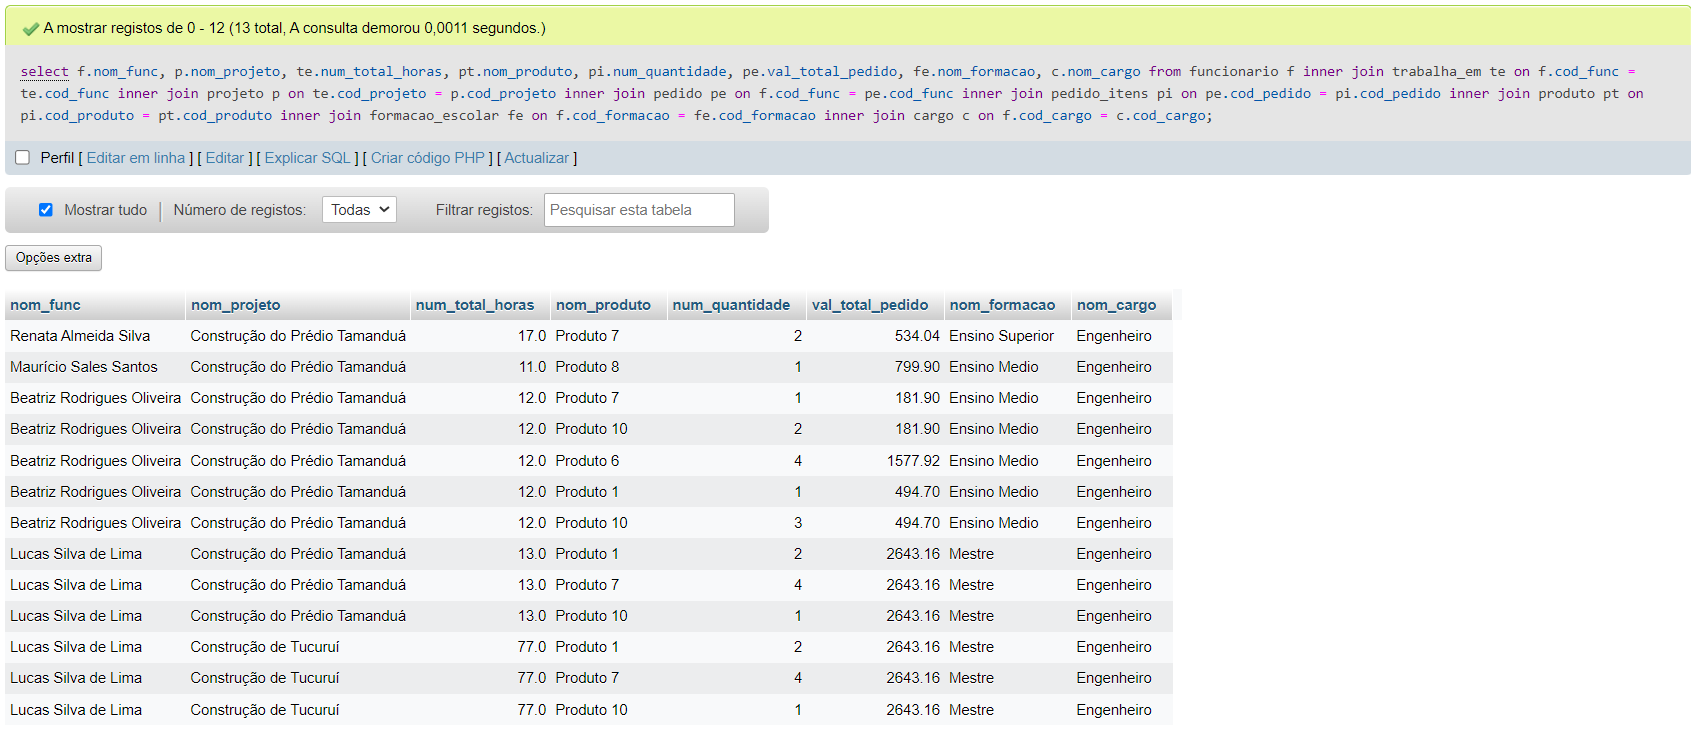 A mostrar registos de 0 - 12 (13 total, A consulta demorou 0,0011 segundos.)
select f.nom_func, p.nom_projeto, te.num_total_horas, pt.nom_produto, pi.num_quantidade, pe.val_total_pedido, fe.nom_formacao, c.nom_cargo from funcionario f inner join trabalha_em te on f.cod_func =
te.cod_func inner join projeto p on te.cod_projeto = p.cod_projeto inner join pedido pe on f.cod_func = pe.cod_func inner join pedido_itens pi on pe.cod_pedido = pi.cod_pedido inner join produto pt on
pi.cod_produto = pt.cod_produto inner join formacao_escolar fe on f.cod_formacao = fe.cod_formacao inner join cargo c on f.cod_cargo = c.cod_cargo;
Perfil [ Editar em linha ] [ Editar ] [ Explicar SQL ] [ Criar código PHP ] [ Actualizar ]
Mostrar tudo | Número de registos: Todas Filtrar registos: Pesquisar esta tabela
Opções extra
nom_func nom_projeto num_total_horas nom_produto num_quantidade val_total_pedido nom_formacao nom_cargo
Renata Almeida Silva Construção do Prédio Tamanduá 17.0 Produto 7 2 534.04 Ensino Superior Engenheiro
Maurício Sales Santos Construção do Prédio Tamanduá 11.0 Produto 8 1 799.90 Ensino Medio Engenheiro
Beatriz Rodrigues Oliveira Construção do Prédio Tamanduá 12.0 Produto 7 1 181.90 Ensino Medio Engenheiro
Beatriz Rodrigues Oliveira Construção do Prédio Tamanduá 12.0 Produto 10 2 181.90 Ensino Medio Engenheiro
Beatriz Rodrigues Oliveira Construção do Prédio Tamanduá 12.0 Produto 6 4 1577.92 Ensino Medio Engenheiro
Beatriz Rodrigues Oliveira Construção do Prédio Tamanduá 12.0 Produto 1 1 494.70 Ensino Medio Engenheiro
Beatriz Rodrigues Oliveira Construção do Prédio Tamanduá 12.0 Produto 10 3 494.70 Ensino Medio Engenheiro
Lucas Silva de Lima Construção do Prédio Tamanduá 13.0 Produto 1 2 2643.16 Mestre Engenheiro
Lucas Silva de Lima Construção do Prédio Tamanduá 13.0 Produto 7 4 2643.16 Mestre Engenheiro
Lucas Silva de Lima Construção do Prédio Tamanduá 13.0 Produto 10 1 2643.16 Mestre Engenheiro
Lucas Silva de Lima Construção de Tucuruí 77.0 Produto 1 2 2643.16 Mestre Engenheiro
Lucas Silva de Lima Construção de Tucuruí 77.0 Produto 7 4 2643.16 Mestre Engenheiro
Lucas Silva de Lima Construção de Tucuruí 77.0 Produto 10 1 2643.16 Mestre Engenheiro